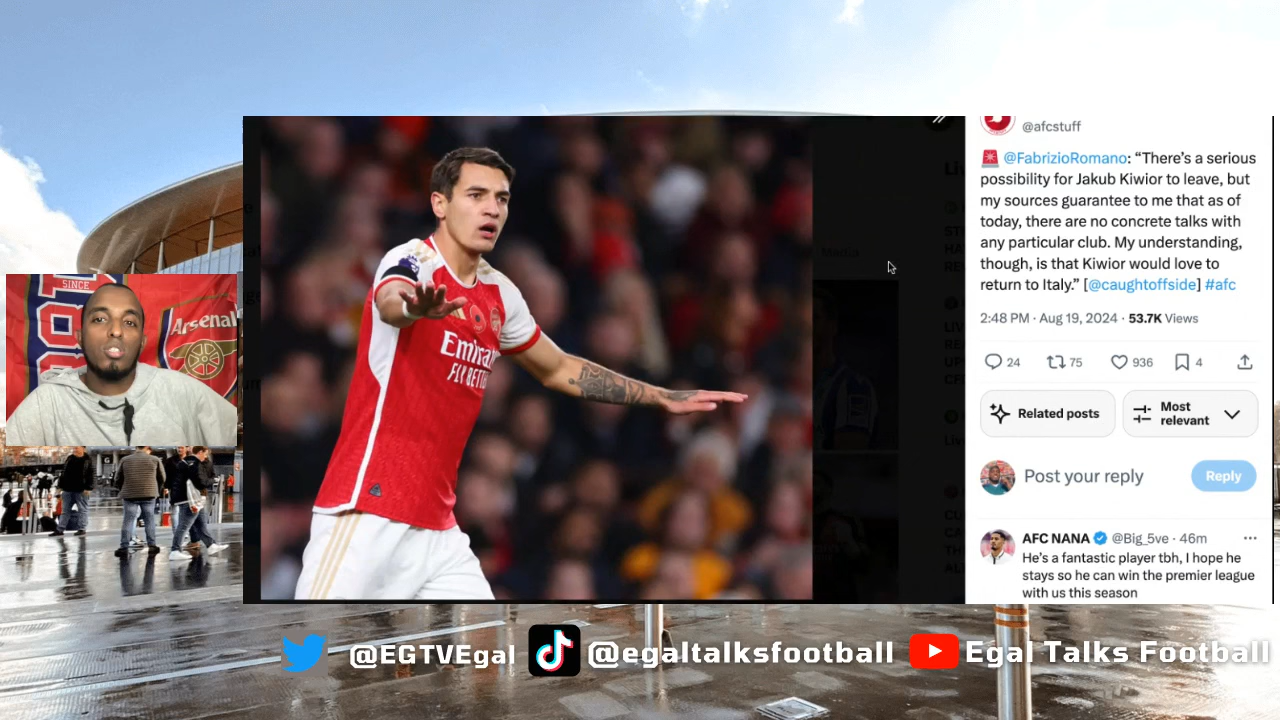 @afcstuff
🚨 @FabrizioRomano: “There’s a serious
possibility for Jakub Kiwior to leave, but
my sources guarantee to me that as of
today, there are no concrete talks with
any particular club. My understanding,
though, is that Kiwior would love to
return to Italy.” [@caughtoffside] #afc
2:48 PM · Aug 19, 2024 · 53.7K Views
24 75 936 4
Related posts
Most
relevant
Post your reply
Reply
AFC NANA @Big_5ve · 46m
He's a fantastic player tbh, I hope he
stays so he can win the premier league
with us this season
Media
SINCE
Arsenal
Emirates
FLY BETTER
@EGTVEgal
@egaltalksfootball
Egal Talks Football